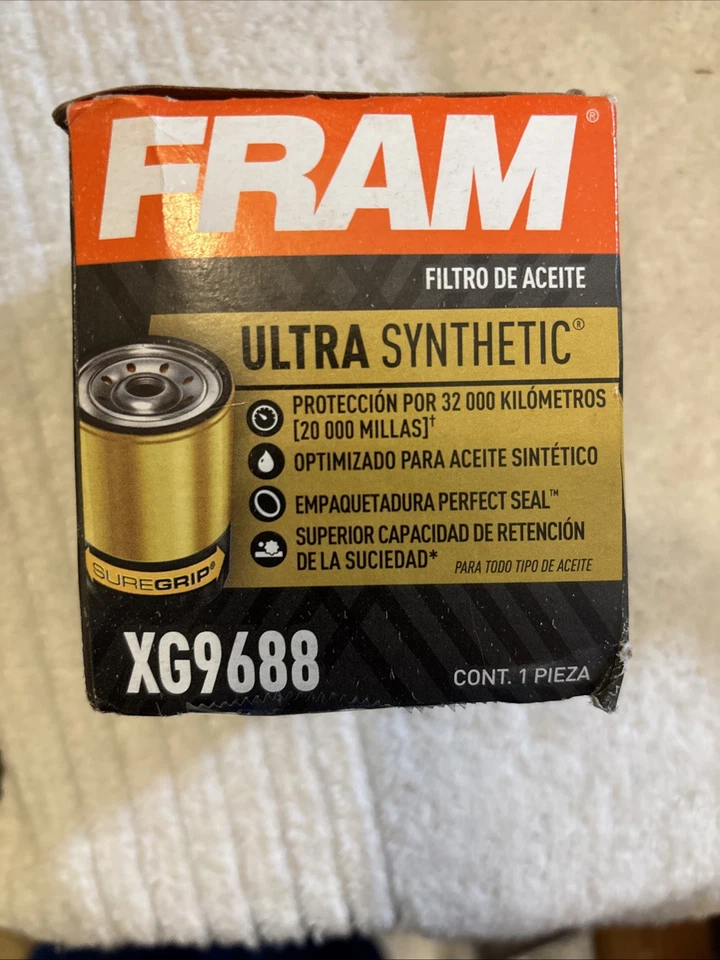 FRAM®
FILTRO DE ACEITE
ULTRA SYNTHETIC®
PROTECCIÓN POR 32 000 KILÓMETROS
[20 000 MILLAS]†
OPTIMIZADO PARA ACEITE SINTÉTICO
EMPAQUETADURA PERFECT SEAL™
SUPERIOR CAPACIDAD DE RETENCIÓN
DE LA SUCIEDAD*
PARA TODO TIPO DE ACEITE
SUREGRIP®
XG9688
CONT. 1 PIEZA